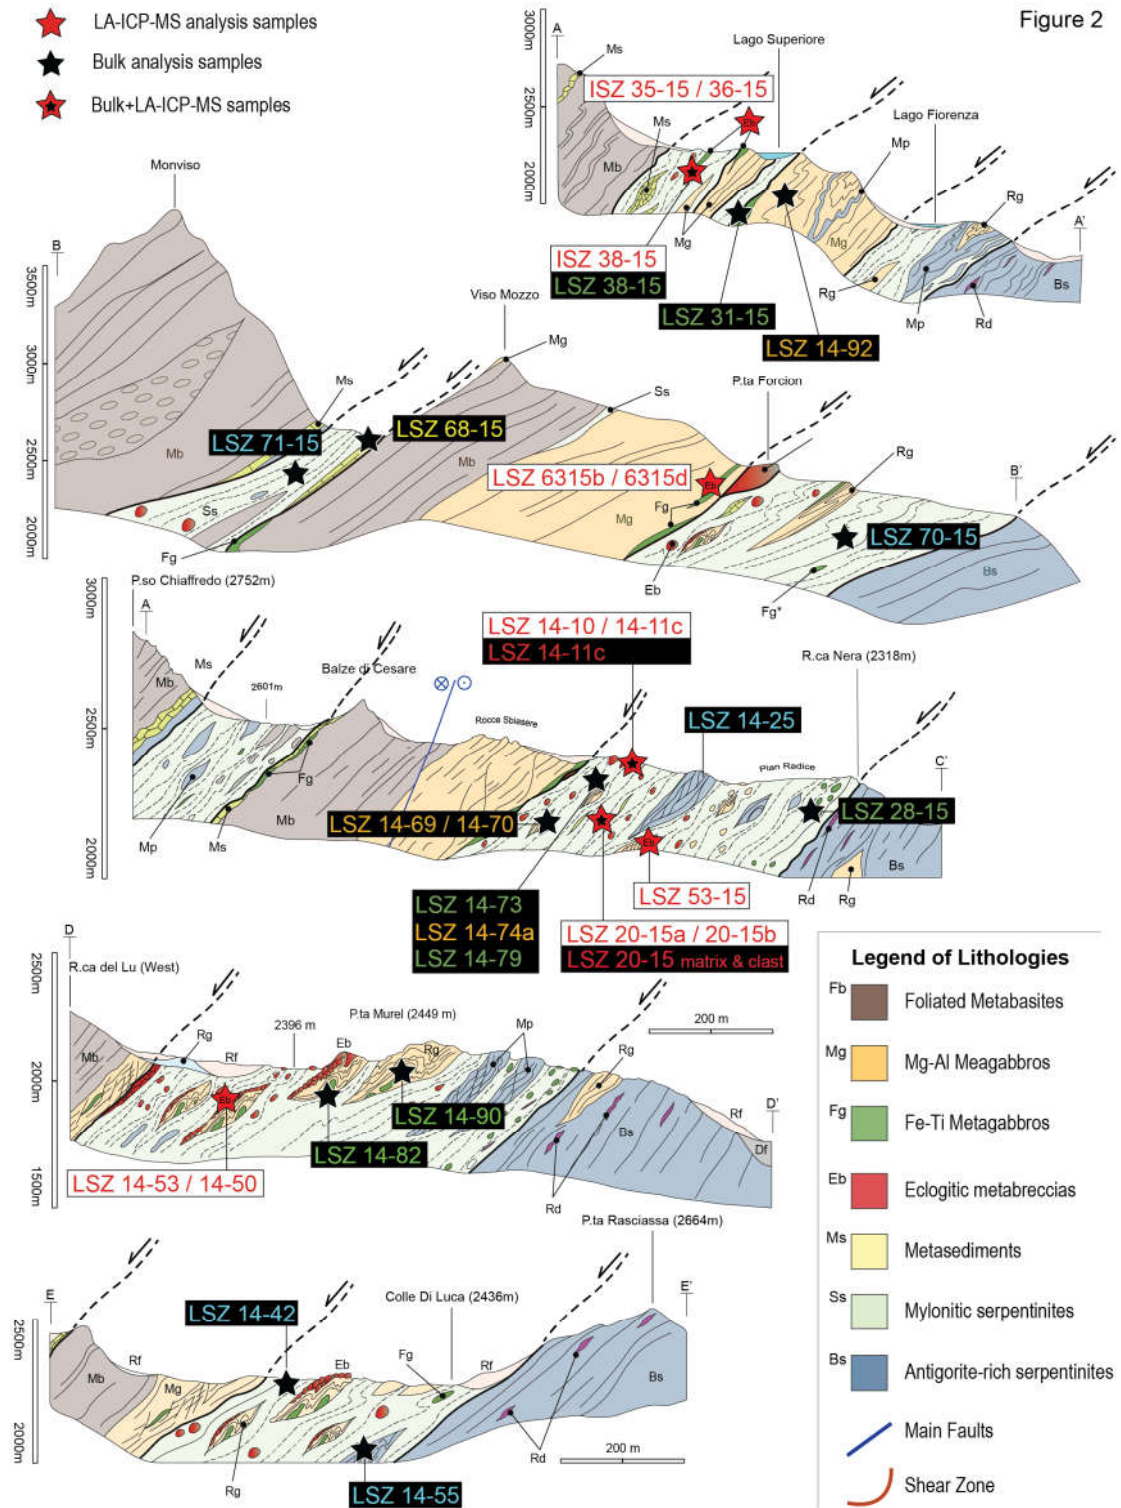 Figure 2
LA-ICP-MS analysis samples
Bulk analysis samples
Bulk+LA-ICP-MS samples
3000m
2500m
2000m
A
Ms
Lago Superiore
ISZ 35-15 / 36-15
Eb
Ms
Mb
Lago Fiorenza
Mp
Rg
A'
Mg
Mg
ISZ 38-15
LSZ 38-15
LSZ 31-15
LSZ 14-92
Rg
Mp
Rd
Bs
Monviso
B
3500m
3000m
2500m
2000m
Viso Mozzo
Mg
Ms
Ss
P.ta Forcion
LSZ 71-15
LSZ 68-15
Mb
Mb
LSZ 6315b / 6315d
Eb
Rg
B'
Ss
Fg
Mg
Fg
LSZ 70-15
Eb
Fg*
Bs
P.so Chiaffredo (2752m)
3000m
2500m
2000m
A
Ms
Mb
2601m
Balze di Cesare
LSZ 14-10 / 14-11c
LSZ 14-11c
R.ca Nera (2318m)
Rocca Sbiasere
LSZ 14-25
Pian Radice
C'
Fg
Mp
Ms
Mb
LSZ 14-69 / 14-70
LSZ 28-15
Eb
Bs
Rd
Rg
LSZ 53-15
LSZ 14-73
LSZ 14-74a
LSZ 14-79
LSZ 20-15a / 20-15b
LSZ 20-15 matrix & clast
D
2500m
2000m
1500m
R.ca del Lu (West)
Mb
Rg
Rf
2396 m
P.ta Murel (2449 m)
Eb
Rg
Mp
200 m
Rg
Eb
LSZ 14-90
LSZ 14-82
LSZ 14-53 / 14-50
Bs
Rf
D'
Df
Rd
P.ta Rasciassa (2664m)
E
2500m
2000m
LSZ 14-42
Colle Di Luca (2436m)
E'
Rf
Mb
Mg
Eb
Fg
Rf
Bs
Rg
Rd
200 m
LSZ 14-55
Legend of Lithologies
Fb Foliated Metabasites
Mg Mg-Al Meagabbros
Fg Fe-Ti Metagabbros
Eb Eclogitic metabreccias
Ms Metasediments
Ss Mylonitic serpentinites
Bs Antigorite-rich serpentinites
Main Faults
Shear Zone